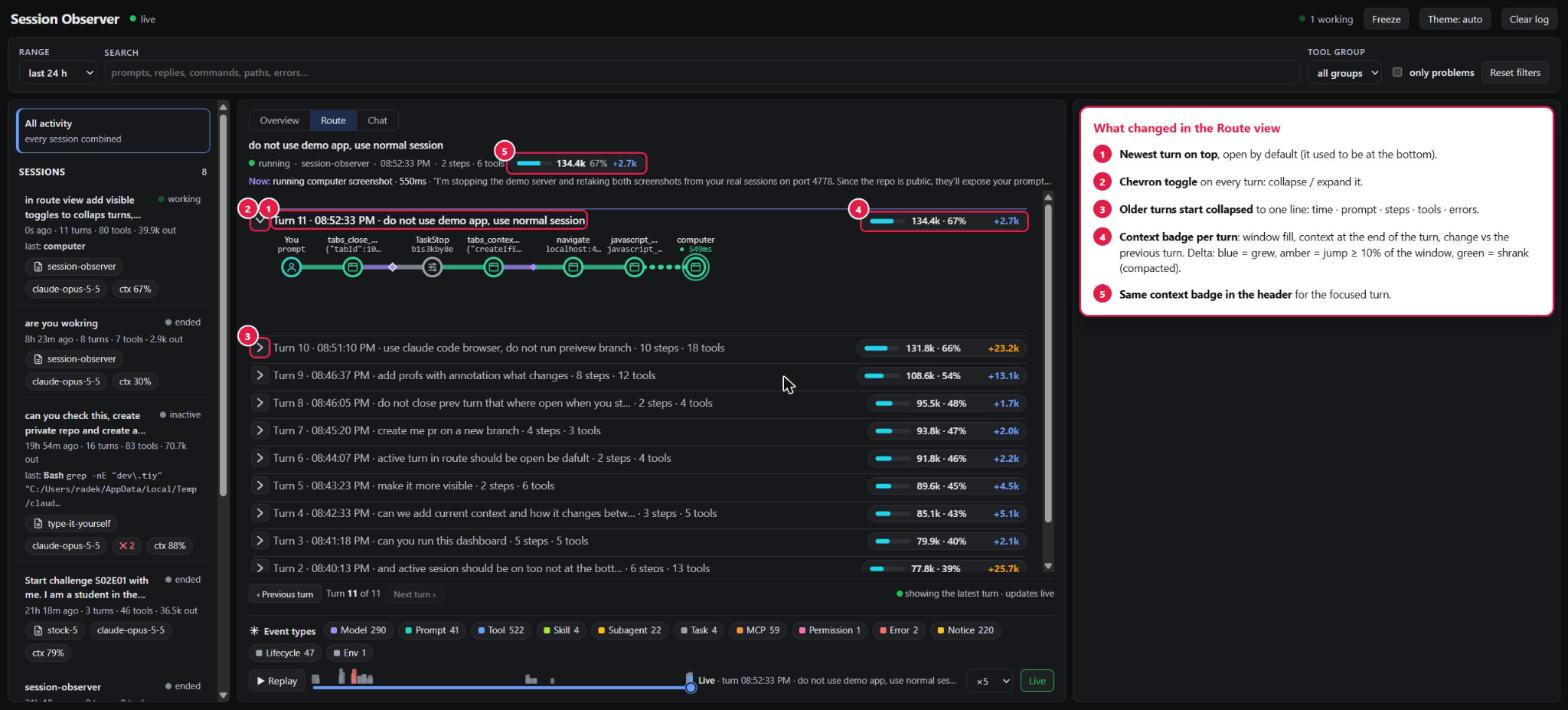 Session Observer live
1 working Freeze Theme: auto Clear log
RANGE SEARCH TOOL GROUP
last 24 h prompts, replies, commands, paths, errors... all groups only problems Reset filters
All activity
every session combined
SESSIONS 8
in route view add visible toggles to collaps turns,... working
0s ago · 11 turns · 80 tools · 39.9k out
last: computer
session-observer
claude-opus-5-5 ctx 67%
are you wokring ended
8h 23m ago · 8 turns · 7 tools · 2.9k out
session-observer
claude-opus-5-5 ctx 30%
can you check this, create private repo and create a... inactive
19h 54m ago · 16 turns · 83 tools · 70.7k
out
last: Bash grep -nE "dev\.tiy"
"C:/Users/radek/AppData/Local/Temp
/claud…
type-it-yourself
claude-opus-5-5 × 2 ctx 88%
Start challenge S02E01 with me. I am a student in the... ended
21h 18m ago · 3 turns · 46 tools · 36.5k out
stock-5 claude-opus-5-5
ctx 79%
session-observer ended
Overview Route Chat
do not use demo app, use normal session
5
running · session-observer · 08:52:33 PM · 2 steps · 6 tools 134.4k 67% +2.7k
Now: running computer screenshot · 550ms · "I'm stopping the demo server and retaking both screenshots from your real sessions on port 4778. Since the repo is public, they'll expose your prompt...
2 1 Turn 11 · 08:52:33 PM · do not use demo app, use normal session 4 134.4k · 67% +2.7k
You tabs_close_... TaskStop tabs_contex... navigate javascript_... computer
prompt {"tabId":10... b1s3kby8e {"createIfE... localhost:4... javascript_... 549ms
3
Turn 10 · 08:51:10 PM · use claude code browser, do not run preivew branch · 10 steps · 18 tools 131.8k · 66% +23.2k
Turn 9 · 08:46:37 PM · add profs with annotation what changes · 8 steps · 12 tools 108.6k · 54% +13.1k
Turn 8 · 08:46:05 PM · do not close prev turn that where open when you st... · 2 steps · 4 tools 95.5k · 48% +1.7k
Turn 7 · 08:45:20 PM · create me pr on a new branch · 4 steps · 3 tools 93.8k · 47% +2.0k
Turn 6 · 08:44:07 PM · active turn in route should be open be dafult · 2 steps · 4 tools 91.8k · 46% +2.2k
Turn 5 · 08:43:23 PM · make it more visible · 2 steps · 6 tools 89.6k · 45% +4.5k
Turn 4 · 08:42:33 PM · can we add current context and how it changes betw... · 3 steps · 5 tools 85.1k · 43% +5.1k
Turn 3 · 08:41:18 PM · can you run this dashboard · 5 steps · 5 tools 79.9k · 40% +2.1k
Turn 2 · 08:40:13 PM · and active sesion should be on top not at the bott... · 6 steps · 13 tools 77.8k · 39% +25.7k
‹ Previous turn Turn 11 of 11 Next turn › showing the latest turn · updates live
Event types Model 290 Prompt 41 Tool 522 Skill 4 Subagent 22 Task 4 MCP 59 Permission 1 Error 2 Notice 220
Lifecycle 47 Env 1
Replay Live · turn 08:52:33 PM · do not use demo app, use normal ses... ×5 Live
What changed in the Route view
1 Newest turn on top, open by default (it used to be at the bottom).
2 Chevron toggle on every turn: collapse / expand it.
3 Older turns start collapsed to one line: time · prompt · steps · tools · errors.
4 Context badge per turn: window fill, context at the end of the turn, change vs the
previous turn. Delta: blue = grew, amber = jump ≥ 10% of the window, green = shrank
(compacted).
5 Same context badge in the header for the focused turn.